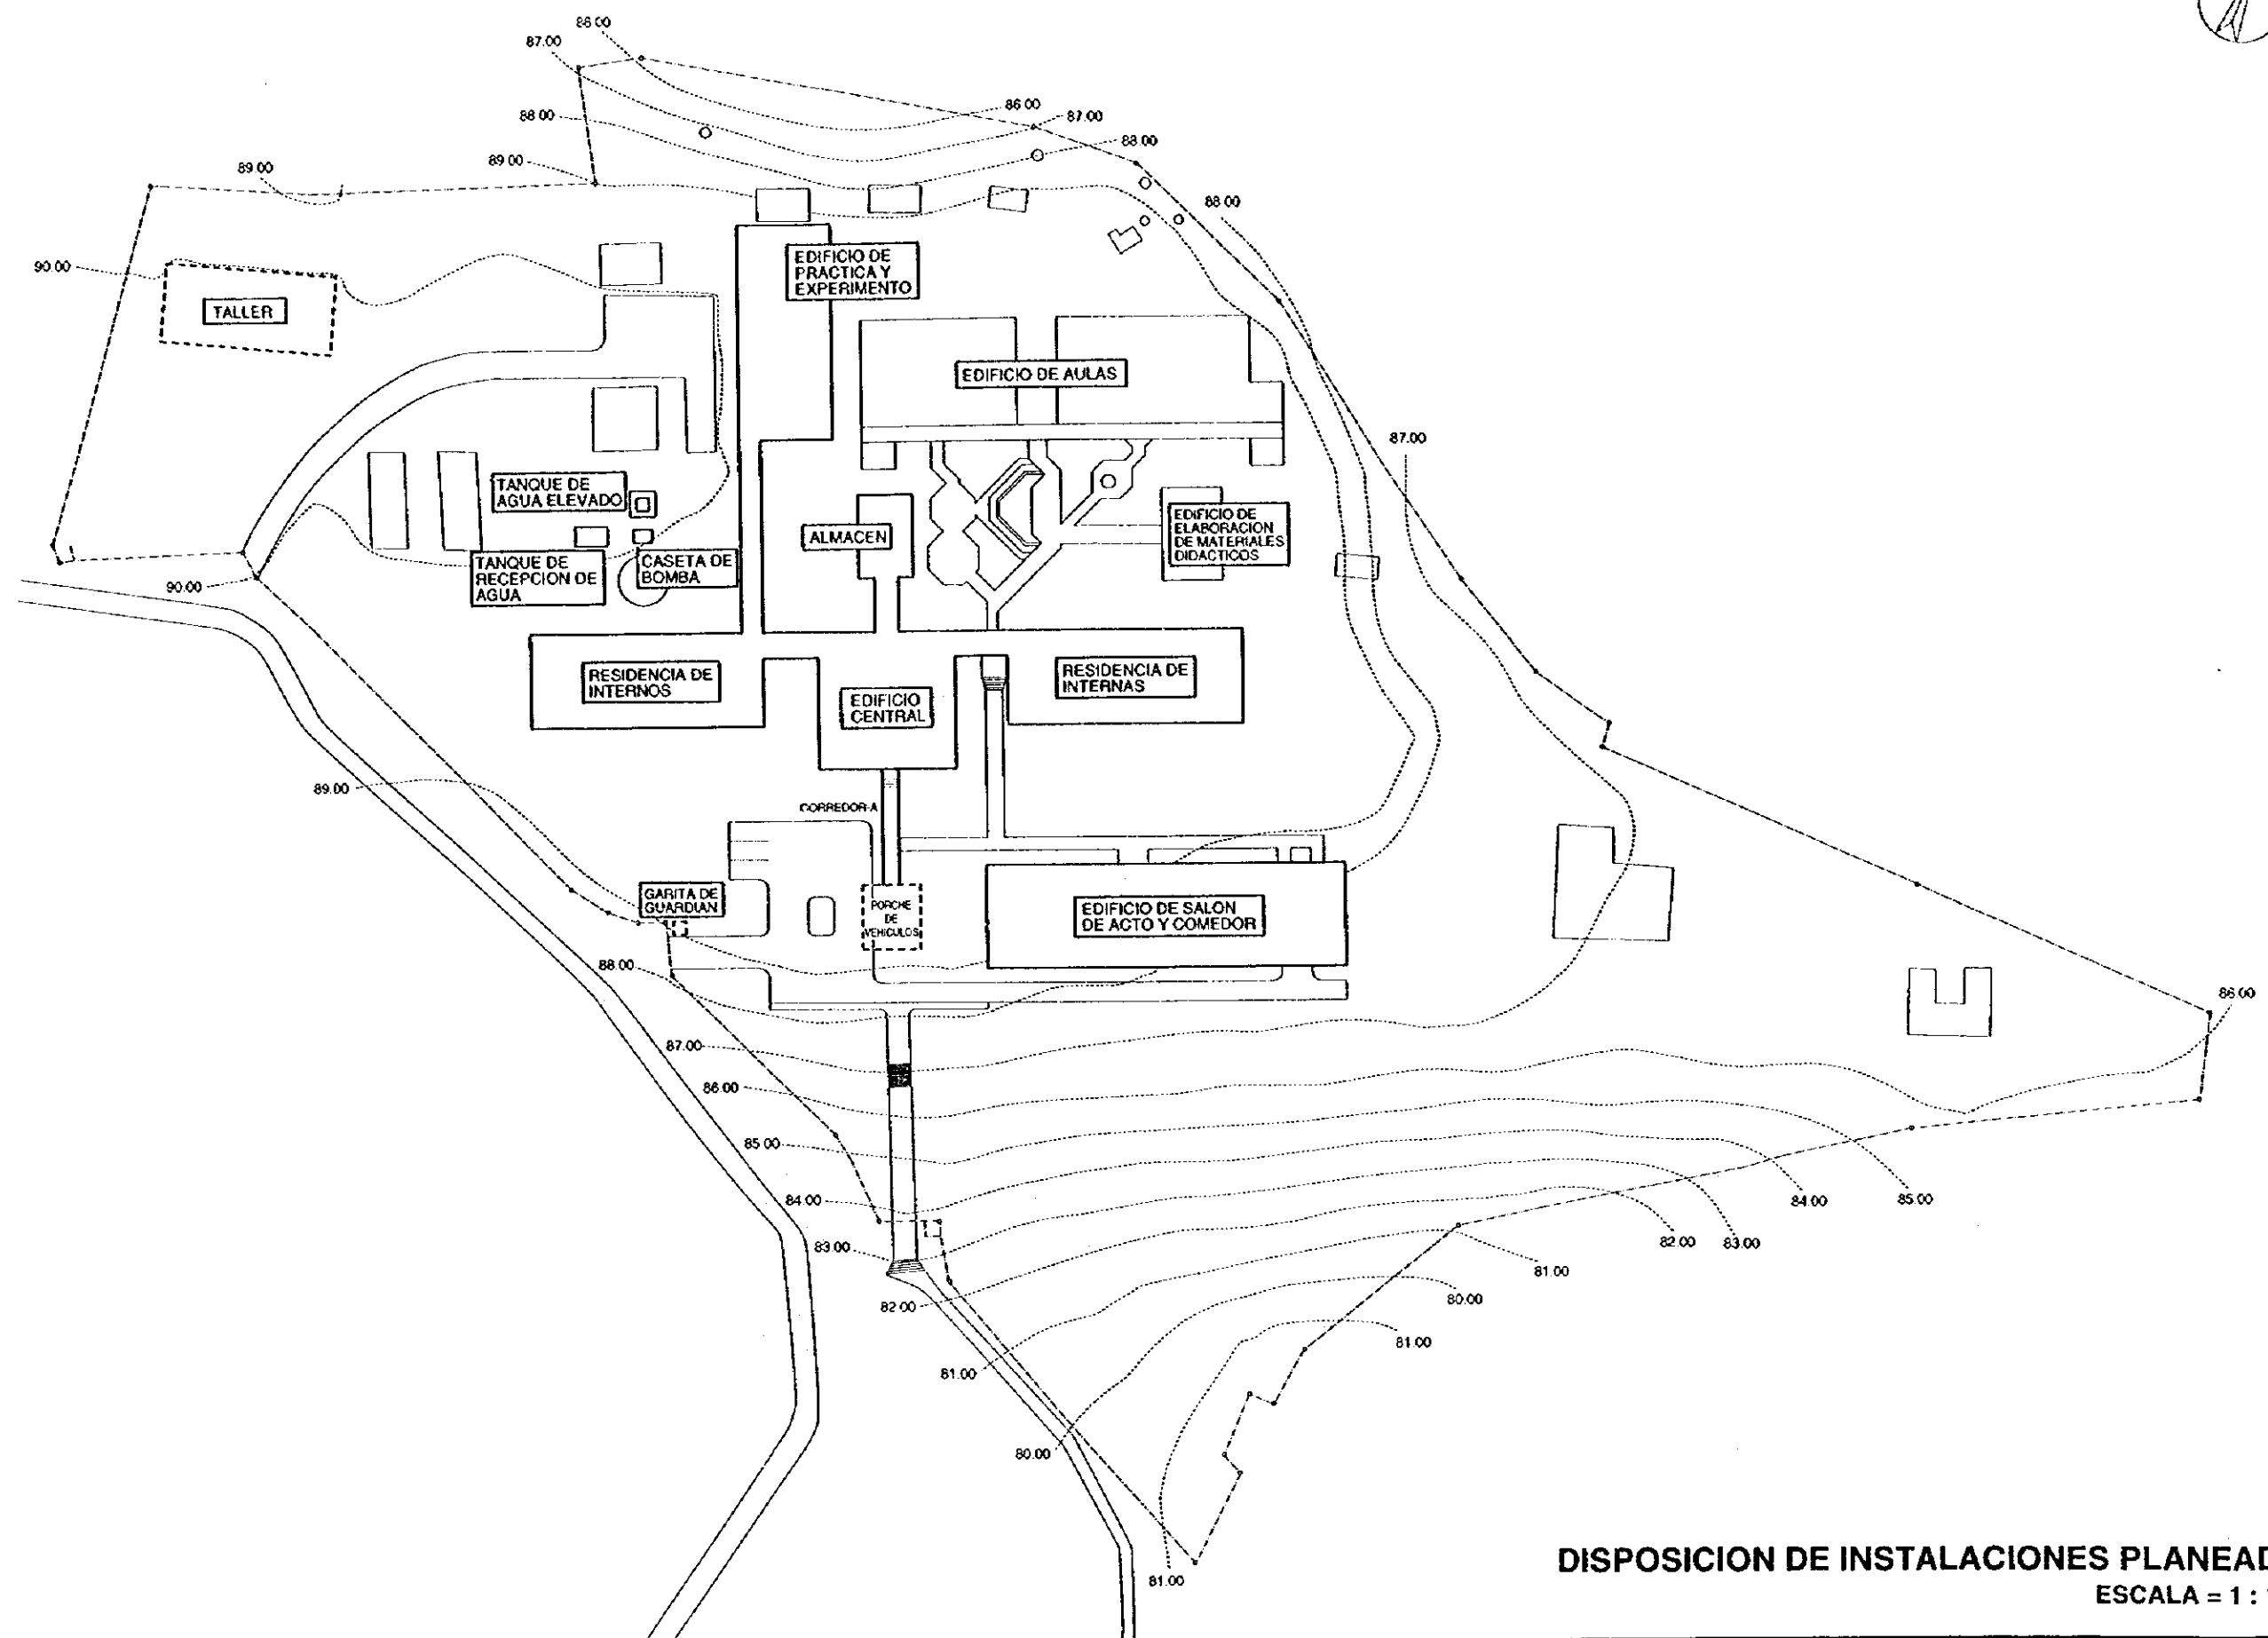 86.00
87.00
86.00
87.00
88.00
88.00
89.00
89.00
88.00
90.00
EDIFICIO DE
PRACTICA Y
EXPERIMENTO
TALLER
EDIFICIO DE AULAS
87.00
TANQUE DE
AGUA ELEVADO
ALMACEN
EDIFICIO DE
ELABORACION
DE MATERIALES
DIDACTICOS
TANQUE DE
RECEPCION DE
AGUA
CASETA DE
BOMBA
90.00
RESIDENCIA DE
INTERNOS
EDIFICIO
CENTRAL
RESIDENCIA DE
INTERNAS
89.00
CORREDOR-A
GARITA DE
GUARDIAN
PORCHE
DE
VEHICULOS
EDIFICIO DE SALON
DE ACTO Y COMEDOR
88.00
86.00
87.00
86.00
85.00
84.00
84.00
85.00
83.00
82.00
83.00
81.00
82.00
80.00
81.00
81.00
80.00
81.00
DISPOSICION DE INSTALACIONES PLANEAD
ESCALA = 1 :